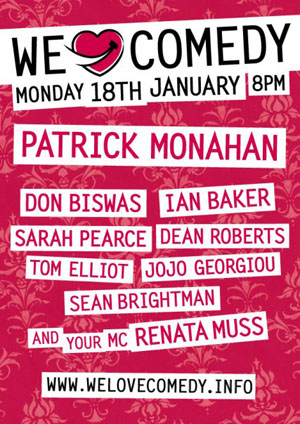 WE COMEDY
MONDAY 18TH JANUARY 8PM
PATRICK MONAHAN
DON BISWAS IAN BAKER
SARAH PEARCE DEAN ROBERTS
TOM ELLIOT JOJO GEORGIOU
SEAN BRIGHTMAN
AND YOUR MC RENATA MUSS
WWW.WELOVECOMEDY.INFO